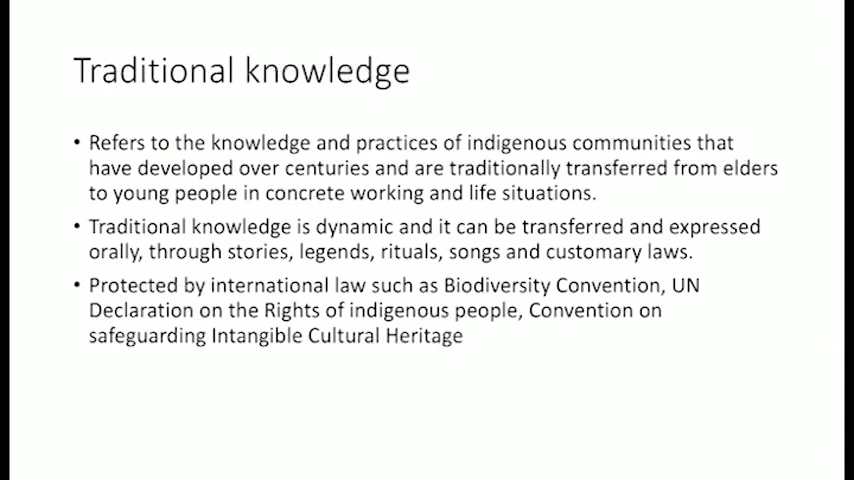 Traditional knowledge
• Refers to the knowledge and practices of indigenous communities that
have developed over centuries and are traditionally transferred from elders
to young people in concrete working and life situations.
• Traditional knowledge is dynamic and it can be transferred and expressed
orally, through stories, legends, rituals, songs and customary laws.
• Protected by international law such as Biodiversity Convention, UN
Declaration on the Rights of indigenous people, Convention on
safeguarding Intangible Cultural Heritage